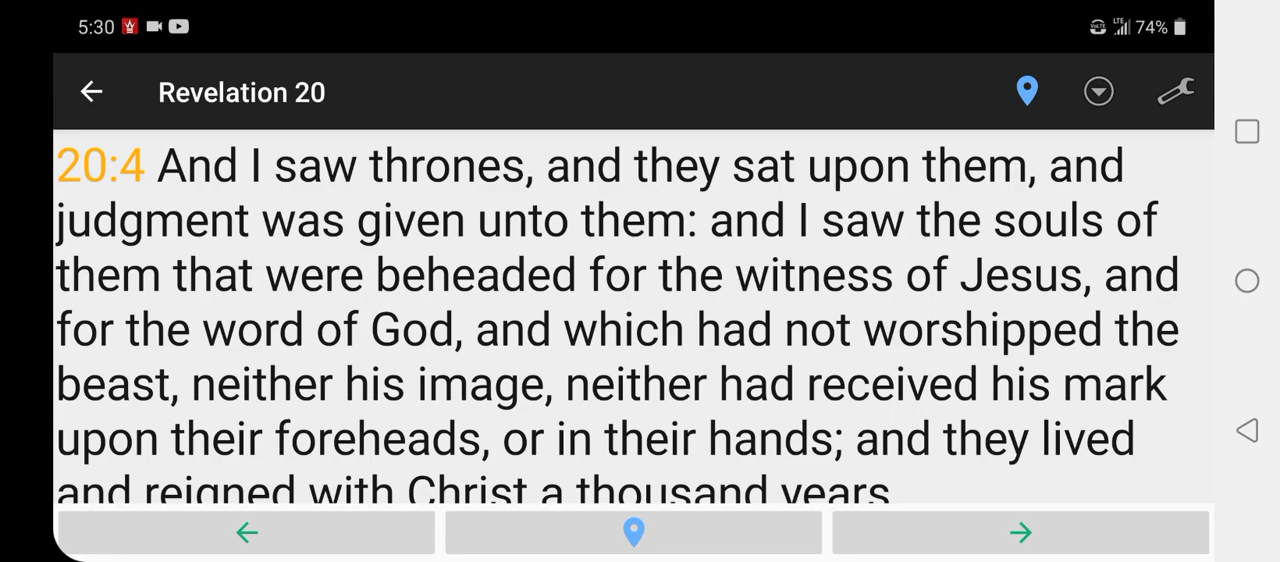 5:30
LTE 74%
Revelation 20
20:4 And I saw thrones, and they sat upon them, and
judgment was given unto them: and I saw the souls of
them that were beheaded for the witness of Jesus, and
for the word of God, and which had not worshipped the
beast, neither his image, neither had received his mark
upon their foreheads, or in their hands; and they lived
and reigned with Christ a thousand years